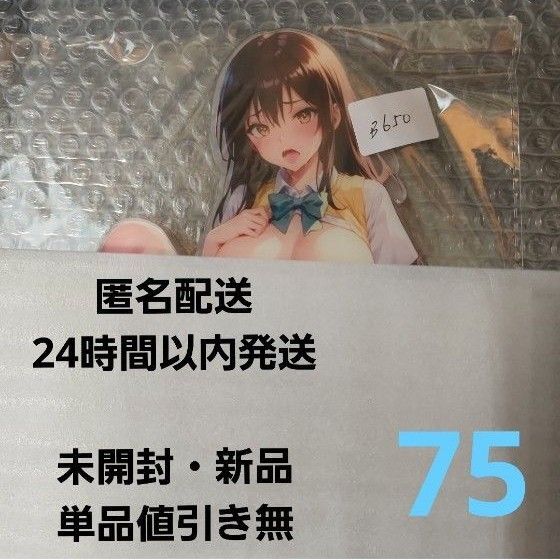 B650
匿名配送
24時間以内発送
未開封・新品
単品値引き無
75